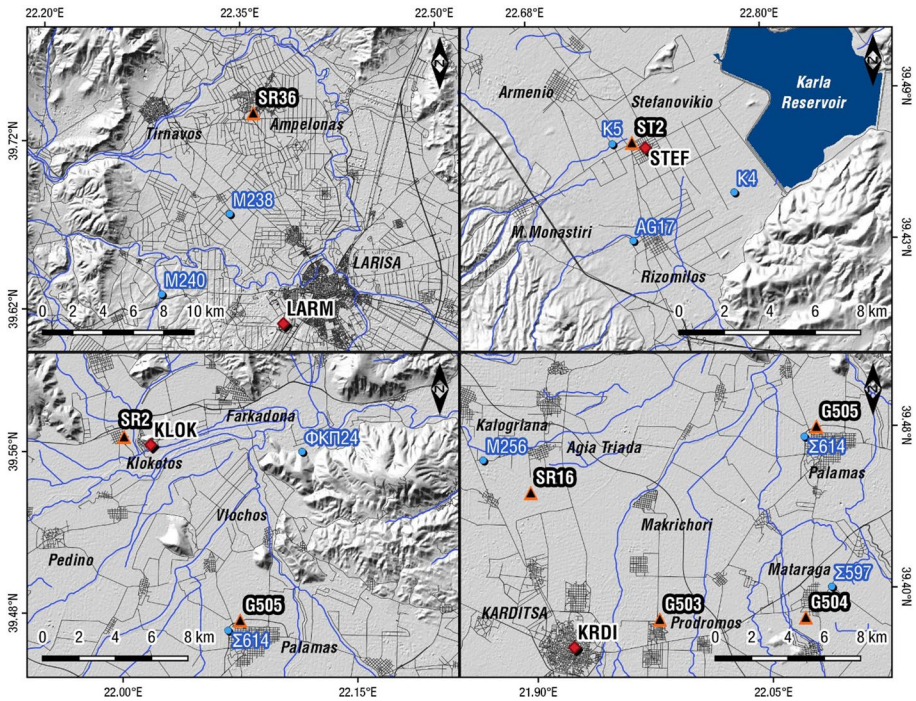 22.20°E 22.35°E 22.50°E 22.68°E 22.80°E
N
N
SR36
Tirnavos
Ampelonas
39.72°N
M238
M240
LARISA
LARM
39.62°N
0 2 4 6 8 10 km
Karla
Reservoir
Armenio
Stefanovikio
39.49°N
K5
ST2
STEF
K4
M.Monastiri
AG17
39.43°N
Rizomilos
0 2 4 6 8 km
N
N
SR2
KLOK
Farkadona
ΦΚΠ24
39.56°N
Klokotos
Vlochos
Pedino
G505
39.48°N
Σ614
Palamas
0 2 4 6 8 km
G505
39.48°N
Kalogriana
Σ614
M256
Agia Triada
Palamas
SR16
Makrichori
Mataraga
Σ597
39.40°N
KARDITSA
G503
G504
Prodromos
KRDI
0 2 4 6 8 km
22.00°E 22.15°E 21.90°E 22.05°E